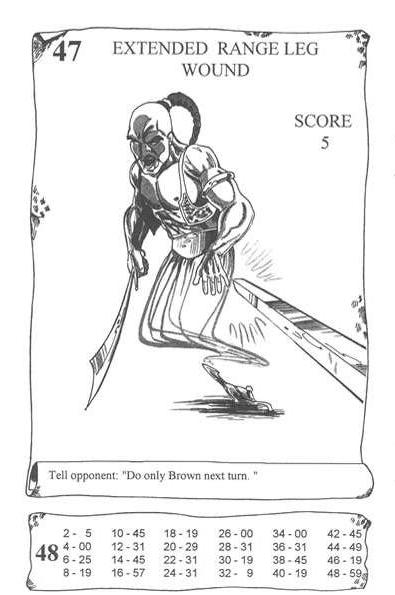 47
EXTENDED RANGE LEG
WOUND
SCORE
5
Tell opponent: "Do only Brown next turn. "
48
2 - 5 10 - 45 18 - 19 26 - 00 34 - 00 42 - 45
4 - 00 12 - 31 20 - 29 28 - 31 36 - 31 44 - 49
6 - 25 14 - 45 22 - 31 30 - 19 38 - 45 46 - 19
8 - 19 16 - 57 24 - 31 32 - 9 40 - 19 48 - 59